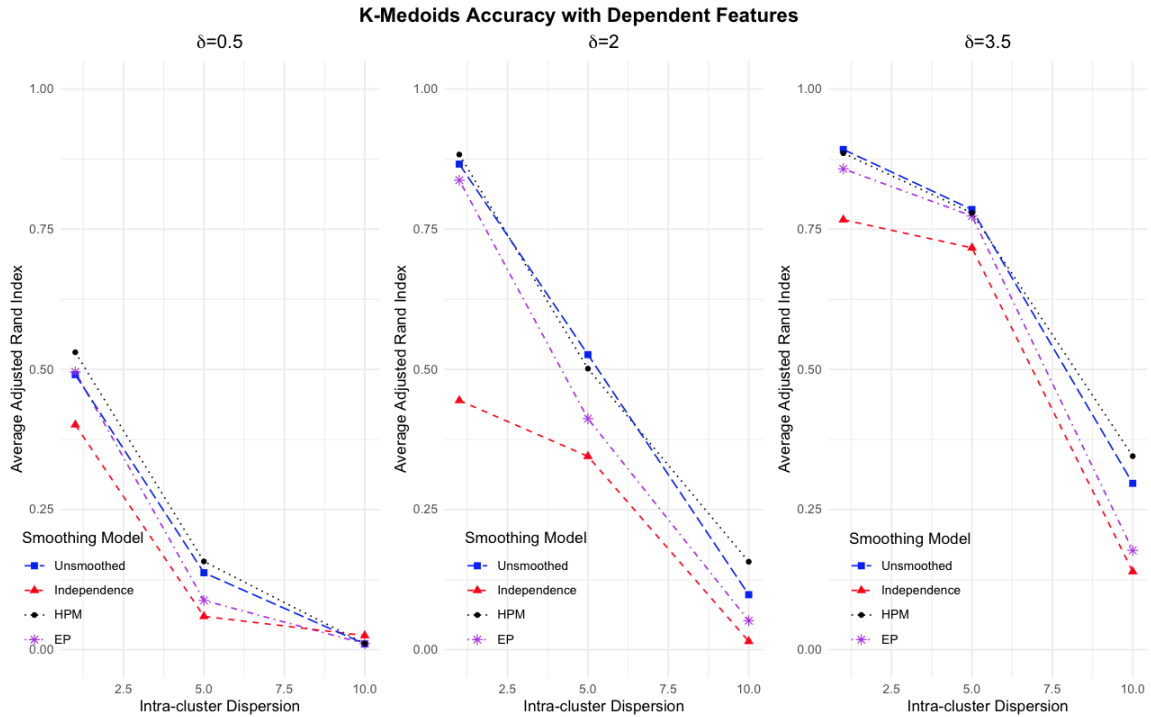 K-Medoids Accuracy with Dependent Features
δ=0.5
Average Adjusted Rand Index
1.00
0.75
0.50
0.25
0.00
Smoothing Model
Unsmoothed
Independence
HPM
EP
2.5
5.0
7.5
10.0
Intra-cluster Dispersion
δ=2
Average Adjusted Rand Index
1.00
0.75
0.50
0.25
0.00
Smoothing Model
Unsmoothed
Independence
HPM
EP
2.5
5.0
7.5
10.0
Intra-cluster Dispersion
δ=3.5
Average Adjusted Rand Index
1.00
0.75
0.50
0.25
0.00
Smoothing Model
Unsmoothed
Independence
HPM
EP
2.5
5.0
7.5
10.0
Intra-cluster Dispersion